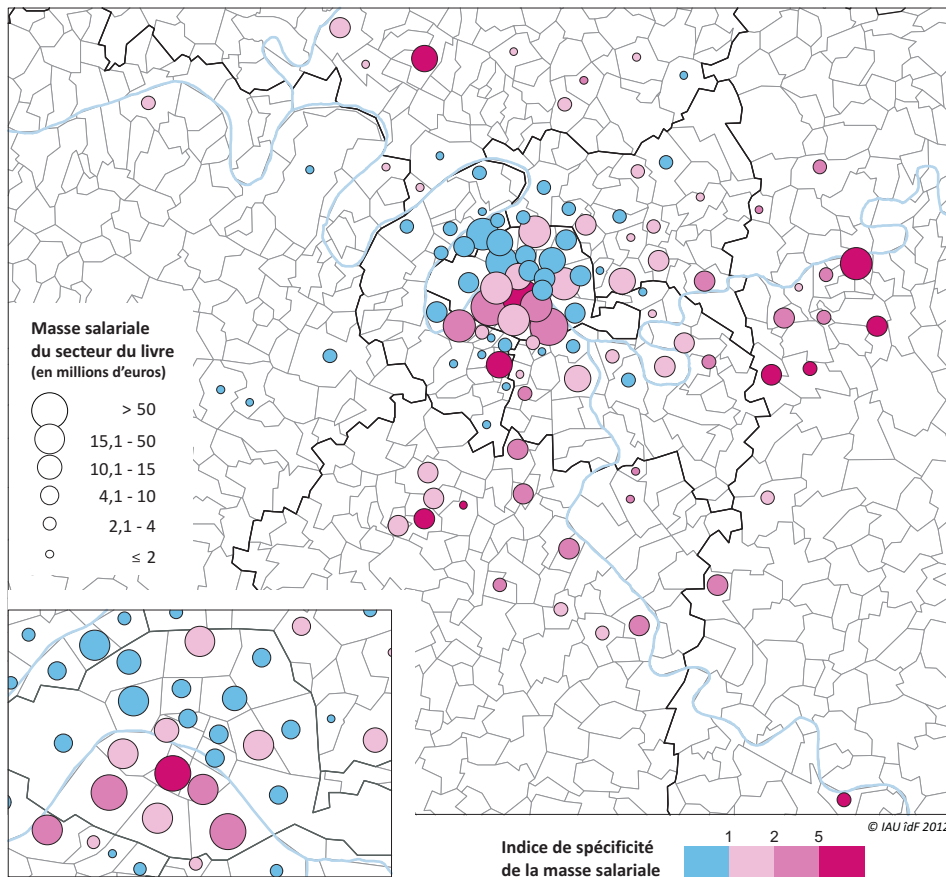 Masse salariale
du secteur du livre
(en millions d’euros)
> 50
15,1 - 50
10,1 - 15
4,1 - 10
2,1 - 4
≤ 2
© IAU îdF 2012
Indice de spécificité
de la masse salariale
1 2 5